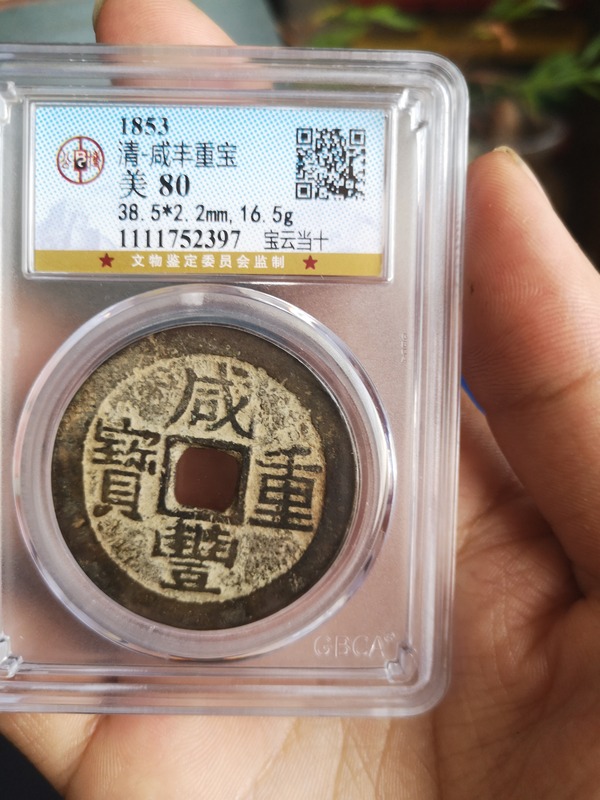 1853
清-咸丰重宝
美 80
38.5*2.2mm, 16.5g
1111752397 宝云当十
★ 文物鉴定委员会监制 ★
咸
寶 重
豐
GBCA